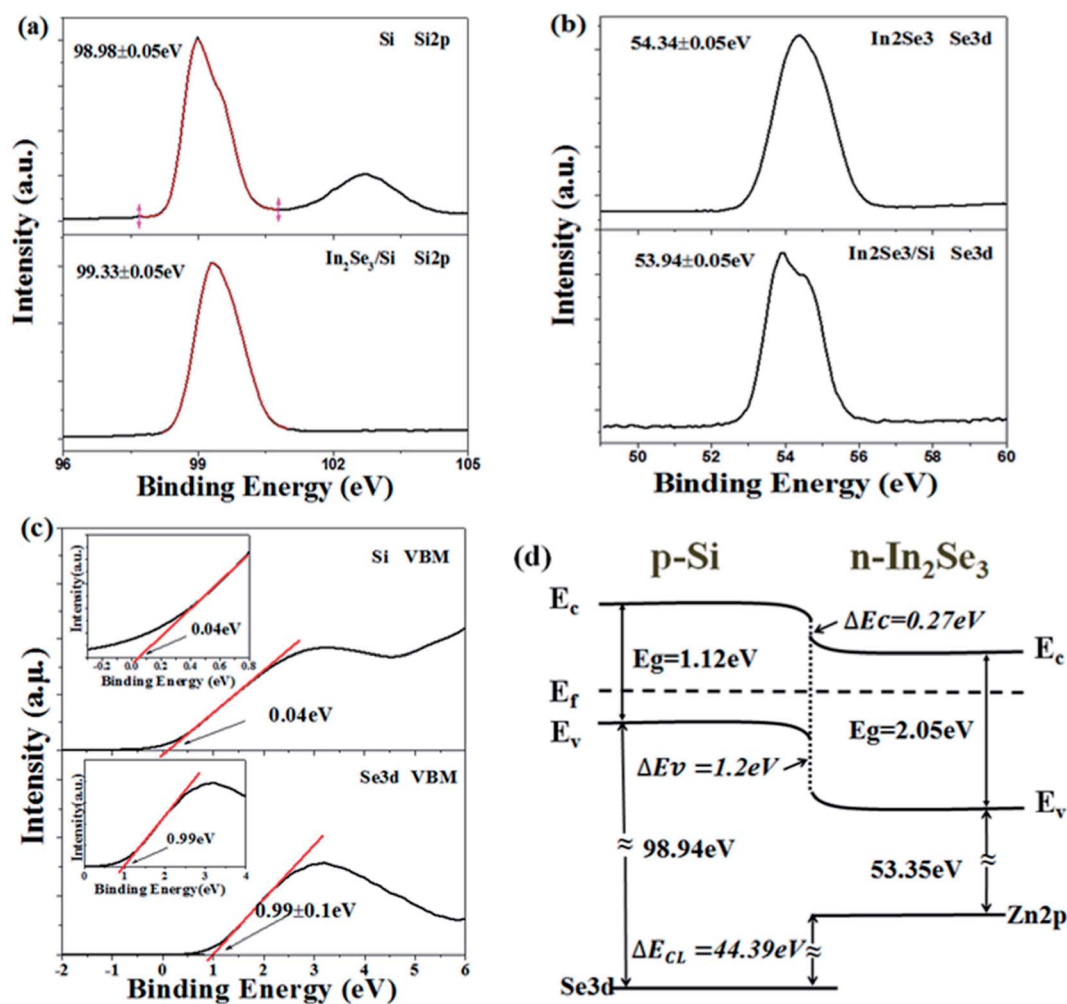 (a)
Si Si2p
98.98±0.05eV
In2Se3/Si Si2p
99.33±0.05eV
Intensity (a.u.)
96 99 102 105
Binding Energy (eV)
(b)
In2Se3 Se3d
54.34±0.05eV
In2Se3/Si Se3d
53.94±0.05eV
Intensity (a.u.)
50 52 54 56 58 60
Binding Energy (eV)
(c)
Si VBM
Intensity(a.u.)
0.04eV
-0.2 0.0 0.2 0.4 0.6 0.8
Binding Energy (eV)
0.04eV
Se3d VBM
Intensity(a.u.)
0.99eV
0 1 2 3 4
Binding Energy(eV)
0.99±0.1eV
Intensity (a.μ.)
-2 -1 0 1 2 3 4 5 6
Binding Energy (eV)
(d)
p-Si n-In2Se3
Ec
ΔEc=0.27eV
Ec
Eg=1.12eV
Ef
Eg=2.05eV
Ev
ΔEv =1.2eV
Ev
98.94eV
53.35eV
Zn2p
ΔECL =44.39eV
Se3d